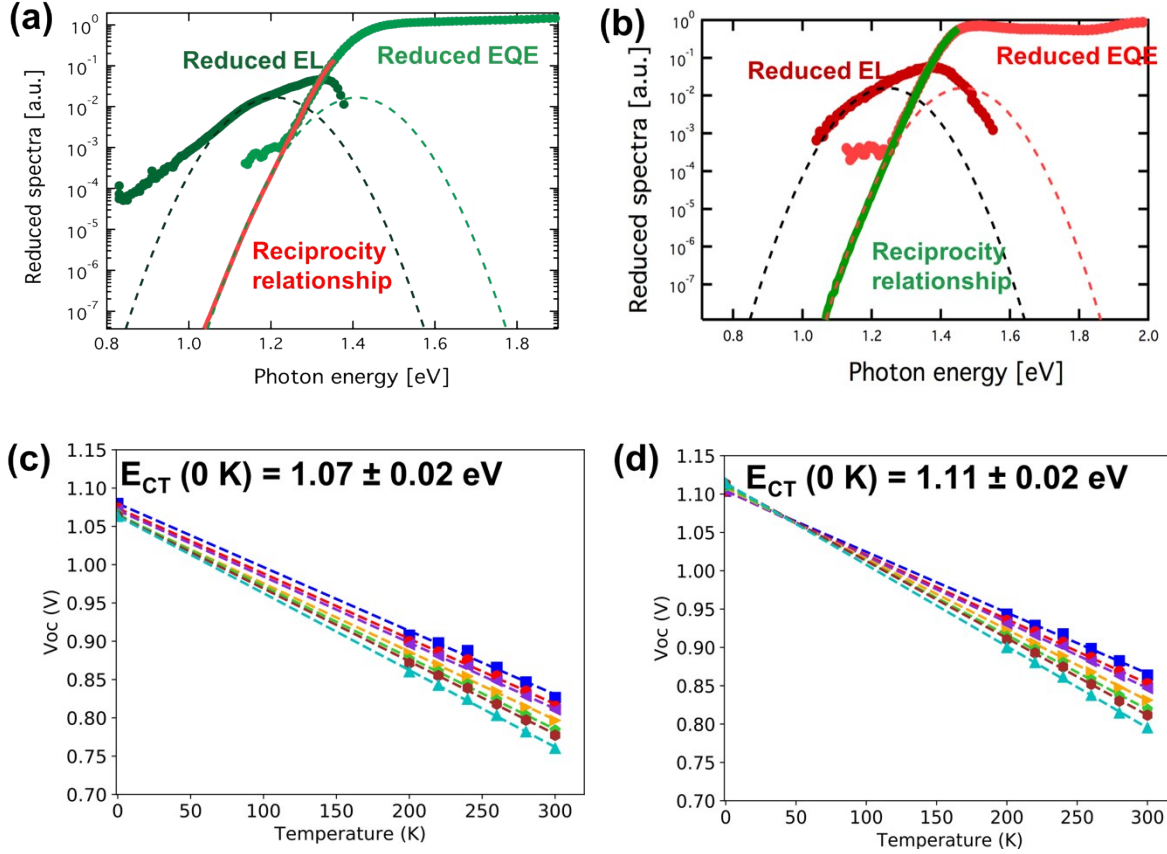 (a)
Reduced spectra [a.u.]
10^0
10^-1
10^-2
10^-3
10^-4
10^-5
10^-6
10^-7
Reduced EL
Reduced EQE
Reciprocity
relationship
0.8 1.0 1.2 1.4 1.6 1.8
Photon energy [eV]
(b)
Reduced spectra [a.u.]
10^0
10^-1
10^-2
10^-3
10^-4
10^-5
10^-6
10^-7
Reduced EL
Reduced EQE
Reciprocity
relationship
0.8 1.0 1.2 1.4 1.6 1.8 2.0
Photon energy [eV]
(c)
E_CT (0 K) = 1.07 ± 0.02 eV
Voc (V)
1.15
1.10
1.05
1.00
0.95
0.90
0.85
0.80
0.75
0.70
0 50 100 150 200 250 300
Temperature (K)
(d)
E_CT (0 K) = 1.11 ± 0.02 eV
Voc (V)
1.15
1.10
1.05
1.00
0.95
0.90
0.85
0.80
0.75
0.70
0 50 100 150 200 250 300
Temperature (K)